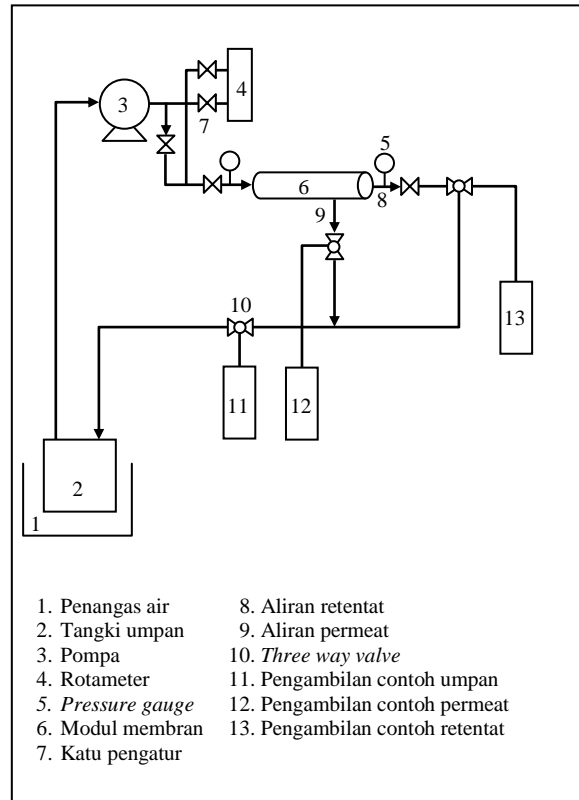 3
4
7
5
6
8
9
10
13
11
12
2
1
1. Penangas air
2. Tangki umpan
3. Pompa
4. Rotameter
5. Pressure gauge
6. Modul membran
7. Katu pengatur
8. Aliran retentat
9. Aliran permeat
10. Three way valve
11. Pengambilan contoh umpan
12. Pengambilan contoh permeat
13. Pengambilan contoh retentat